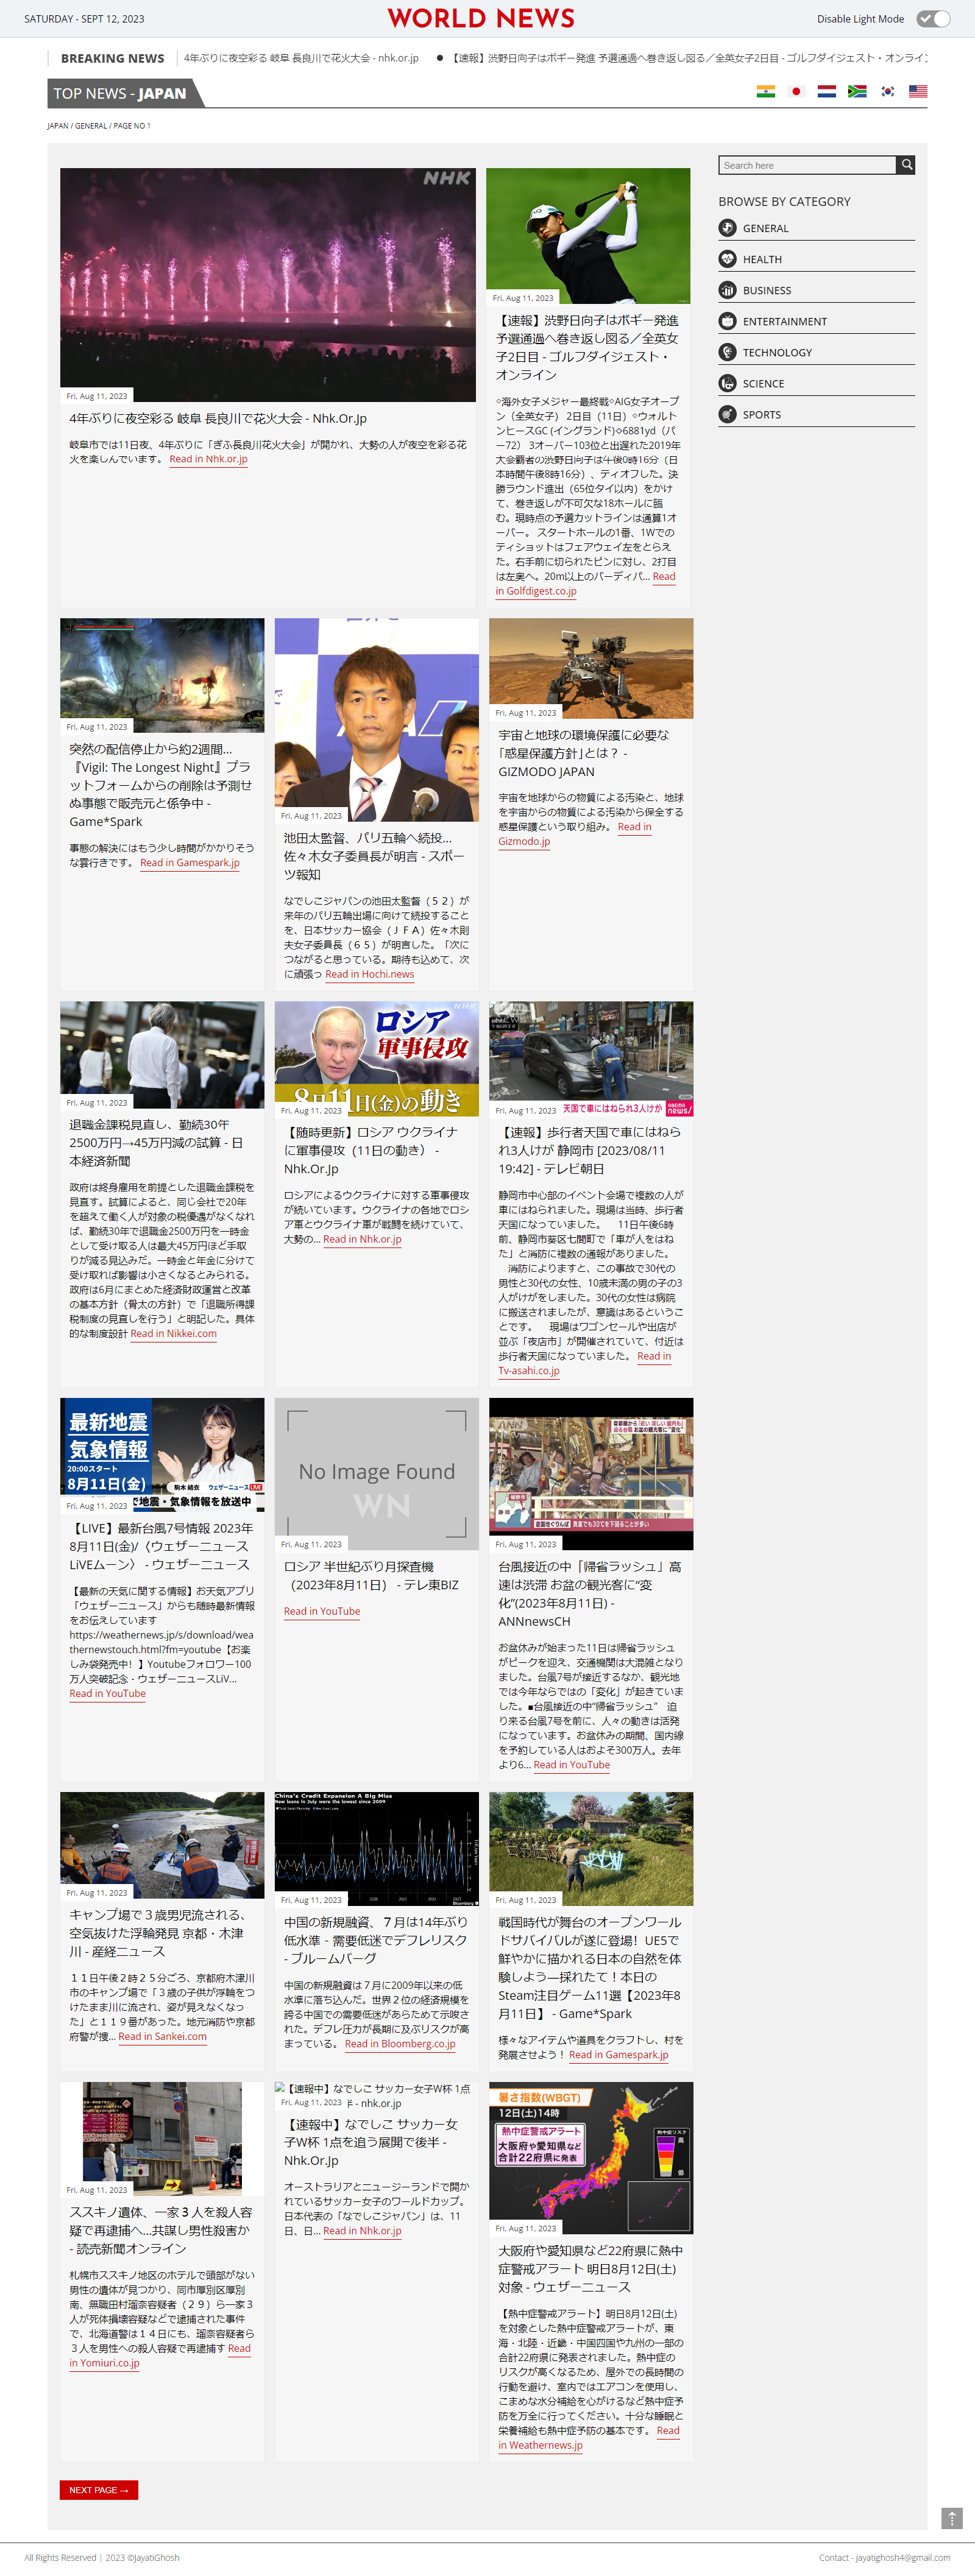 SATURDAY - SEPT 12, 2023
WORLD NEWS
Disable Light Mode
BREAKING NEWS
4年ぶりに夜空彩る 岐阜 長良川で花火大会 - nhk.or.jp
【速報】渋野日向子はボギー発進 予選通過へ巻き返し図る／全英女子2日目 - ゴルフダイジェスト・オンライン
TOP NEWS - JAPAN
JAPAN / GENERAL / PAGE NO 1
Search here
BROWSE BY CATEGORY
GENERAL
HEALTH
BUSINESS
ENTERTAINMENT
TECHNOLOGY
SCIENCE
SPORTS
NHK
Fri, Aug 11, 2023
4年ぶりに夜空彩る 岐阜 長良川で花火大会 - Nhk.Or.Jp
岐阜市では11日夜、4年ぶりに「ぎふ長良川花火大会」が開かれ、大勢の人が夜空を彩る花
火を楽しんでいます。 Read in Nhk.or.jp
Fri, Aug 11, 2023
【速報】渋野日向子はボギー発進
予選通過へ巻き返し図る／全英女
子2日目 - ゴルフダイジェスト・
オンライン
◇海外女子メジャー最終戦◇AIG女子オープ
ン（全英女子） 2日目（11日）◇ウォルト
ンヒースGC (イングランド)◇6881yd（パ
ー72） 3オーバー103位と出遅れた2019年
大会覇者の渋野日向子は午後0時16分（日
本時間午後8時16分）、ティオフした。決
勝ラウンド進出（65位タイ以内）をかけ
て、巻き返しが不可欠な18ホールに臨
む。現時点の予選カットラインは通算1オ
ーバー。 スタートホールの1番、1Wでの
ティショットはフェアウェイ左をとらえ
た。右手前に切られたピンに対し、2打目
は左奥へ。20m以上のバーディパ... Read
in Golfdigest.co.jp
Fri, Aug 11, 2023
突然の配信停止から約2週間…
『Vigil: The Longest Night』プラ
ットフォームからの削除は予測せ
ぬ事態で販売元と係争中 -
Game*Spark
事態の解決にはもう少し時間がかかりそう
な雲行きです。 Read in Gamespark.jp
Fri, Aug 11, 2023
池田太監督、パリ五輪へ続投…
佐々木女子委員長が明言 - スポー
ツ報知
なでしこジャパンの池田太監督（５２）が
来年のパリ五輪出場に向けて続投すること
を、日本サッカー協会（ＪＦＡ）佐々木則
夫女子委員長（６５）が明言した。「次に
つながると思っている。期待も込めて、次
に頑張っ Read in Hochi.news
Fri, Aug 11, 2023
宇宙と地球の環境保護に必要な
｢惑星保護方針｣とは？ -
GIZMODO JAPAN
宇宙を地球からの物質による汚染と、地球
を宇宙からの物質による汚染から保全する
惑星保護という取り組み。 Read in
Gizmodo.jp
Fri, Aug 11, 2023
退職金課税見直し、勤続30年
2500万円→45万円減の試算 - 日
本経済新聞
政府は終身雇用を前提とした退職金課税を
見直す。試算によると、同じ会社で20年
を超えて働く人が対象の税優遇がなくなれ
ば、勤続30年で退職金2500万円を一時金
として受け取る人は最大45万円ほど手取
りが減る見込みだ。一時金と年金に分けて
受け取れば影響は小さくなるとみられる。
政府は6月にまとめた経済財政運営と改革
の基本方針（骨太の方針）で「退職所得課
税制度の見直しを行う」と明記した。具体
的な制度設計 Read in Nikkei.com
NHK
ロシア
軍事侵攻
8月11日(金)の動き
Fri, Aug 11, 2023
【随時更新】ロシア ウクライナ
に軍事侵攻（11日の動き） -
Nhk.Or.Jp
ロシアによるウクライナに対する軍事侵攻
が続いています。ウクライナの各地でロシ
ア軍とウクライナ軍が戦闘を続けていて、
大勢の… Read in Nhk.or.jp
天国で車にはねられ3人けが
news/
Fri, Aug 11, 2023
【速報】歩行者天国で車にはねら
れ3人けが 静岡市 [2023/08/11
19:42] - テレビ朝日
静岡市中心部のイベント会場で複数の人が
車にはねられました。現場は当時、歩行者
天国になっていました。　11日午後6時
前、静岡市葵区七間町で「車が人をはね
た」と消防に複数の通報がありました。
　消防によりますと、この事故で30代の
男性と30代の女性、10歳未満の男の子の3
人がけがをしました。30代の女性は病院
に搬送されましたが、意識はあるというこ
とです。　現場はワゴンセールや出店が
並ぶ「夜店市」が開催されていて、付近は
歩行者天国になっていました。 Read in
Tv-asahi.co.jp
最新地震
気象情報
20:00スタート
8月11日(金)
駒木 結衣
ウェザーニュースLIVE
で地震・気象情報を放送中
Fri, Aug 11, 2023
【LIVE】最新台風7号情報 2023年
8月11日(金)/〈ウェザーニュース
LiVEムーン〉 - ウェザーニュース
【最新の天気に関する情報】お天気アプリ
「ウェザーニュース」からも随時最新情報
をお伝えしています
https://weathernews.jp/s/download/wea
thernewstouch.html?fm=youtube【お楽
しみ袋発売中！】Youtubeフォロワー100
万人突破記念・ウェザーニュースLiV...
Read in YouTube
No Image Found
WN
Fri, Aug 11, 2023
ロシア 半世紀ぶり月探査機
（2023年8月11日） - テレ東BIZ
Read in YouTube
ANN
Fri, Aug 11, 2023
台風接近の中「帰省ラッシュ」高
速は渋滞 お盆の観光客に“変
化”(2023年8月11日) -
ANNnewsCH
お盆休みが始まった11日は帰省ラッシュ
がピークを迎え、交通機関は大混雑となり
ました。台風7号が接近するなか、観光地
では今年ならではの「変化」が起きていま
した。■台風接近の中“帰省ラッシュ”　迫
り来る台風7号を前に、人々の動きは活発
になっています。お盆休みの期間、国内線
を予約している人はおよそ300万人。去年
より6... Read in YouTube
Fri, Aug 11, 2023
キャンプ場で３歳男児流される、
空気抜けた浮輪発見 京都・木津
川 - 産経ニュース
１１日午後２時２５分ごろ、京都府木津川
市のキャンプ場で「３歳の子供が浮輪をつ
けたまま川に流され、姿が見えなくなっ
た」と１１９番があった。地元消防や京都
府警が捜… Read in Sankei.com
China's Credit Expansion A Big Miss
New loans in July were the lowest since 2009
Fri, Aug 11, 2023
中国の新規融資、７月は14年ぶり
低水準‐需要低迷でデフレリスク
- ブルームバーグ
中国の新規融資は７月に2009年以来の低
水準に落ち込んだ。世界２位の経済規模を
誇る中国での需要低迷があらためて示唆さ
れた。デフレ圧力が長期に及ぶリスクが高
まっている。 Read in Bloomberg.co.jp
Fri, Aug 11, 2023
戦国時代が舞台のオープンワール
ドサバイバルが遂に登場！UE5で
鮮やかに描かれる日本の自然を体
験しよう―採れたて！本日の
Steam注目ゲーム11選【2023年8
月11日】 - Game*Spark
様々なアイテムや道具をクラフトし、村を
発展させよう！ Read in Gamespark.jp
Fri, Aug 11, 2023
ススキノ遺体、一家３人を殺人容
疑で再逮捕へ…共謀し男性殺害か
- 読売新聞オンライン
札幌市ススキノ地区のホテルで頭部がない
男性の遺体が見つかり、同市厚別区厚別
南、無職田村瑠奈容疑者（２９）ら一家３
人が死体損壊容疑などで逮捕された事件
で、北海道警は１４日にも、瑠奈容疑者ら
３人を男性への殺人容疑で再逮捕す Read
in Yomiuri.co.jp
【速報中】なでしこ サッカー女子W杯 1点
- nhk.or.jp
Fri, Aug 11, 2023
【速報中】なでしこ サッカー女
子W杯 1点を追う展開で後半 -
Nhk.Or.Jp
オーストラリアとニュージーランドで開か
れているサッカー女子のワールドカップ。
日本代表の「なでしこジャパン」は、11
日、日… Read in Nhk.or.jp
暑さ指数(WBGT)
12日(土)14時
熱中症警戒アラート
大阪府や愛知県など
合計22府県に発表
熱中症リスク
高
低
Fri, Aug 11, 2023
大阪府や愛知県など22府県に熱中
症警戒アラート 明日8月12日(土)
対象 - ウェザーニュース
【熱中症警戒アラート】明日8月12日(土)
を対象とした熱中症警戒アラートが、東
海・北陸・近畿・中国四国や九州の一部の
合計22府県に発表されました。熱中症の
リスクが高くなるため、屋外での長時間の
行動を避け、室内ではエアコンを使用し、
こまめな水分補給を心がけるなど熱中症予
防を万全に行ってください。十分な睡眠と
栄養補給も熱中症予防の基本です。 Read
in Weathernews.jp
NEXT PAGE →
All Rights Reserved | 2023 ©JayatiGhosh
Contact - jayatighosh4@gmail.com